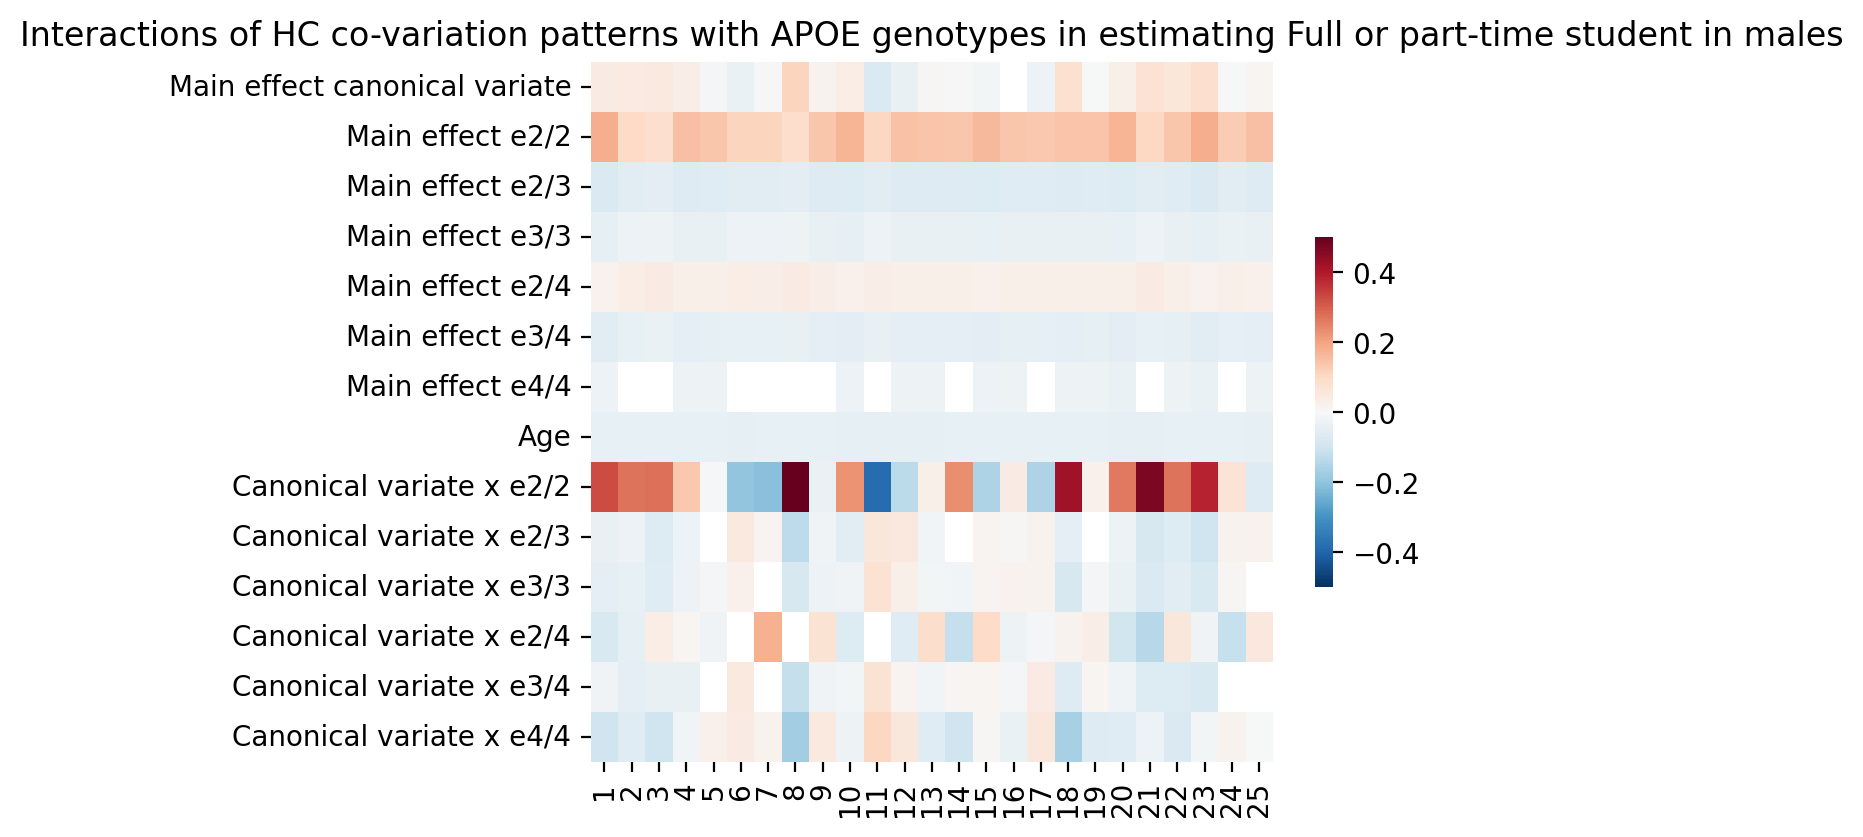 Interactions of HC co-variation patterns with APOE genotypes in estimating Full or part-time student in males
Main effect canonical variate
Main effect e2/2
Main effect e2/3
Main effect e3/3
Main effect e2/4
Main effect e3/4
Main effect e4/4
Age
Canonical variate x e2/2
Canonical variate x e2/3
Canonical variate x e3/3
Canonical variate x e2/4
Canonical variate x e3/4
Canonical variate x e4/4
1 2 3 4 5 6 7 8 9 10 11 12 13 14 15 16 17 18 19 20 21 22 23 24 25
0.4
0.2
0.0
−0.2
−0.4